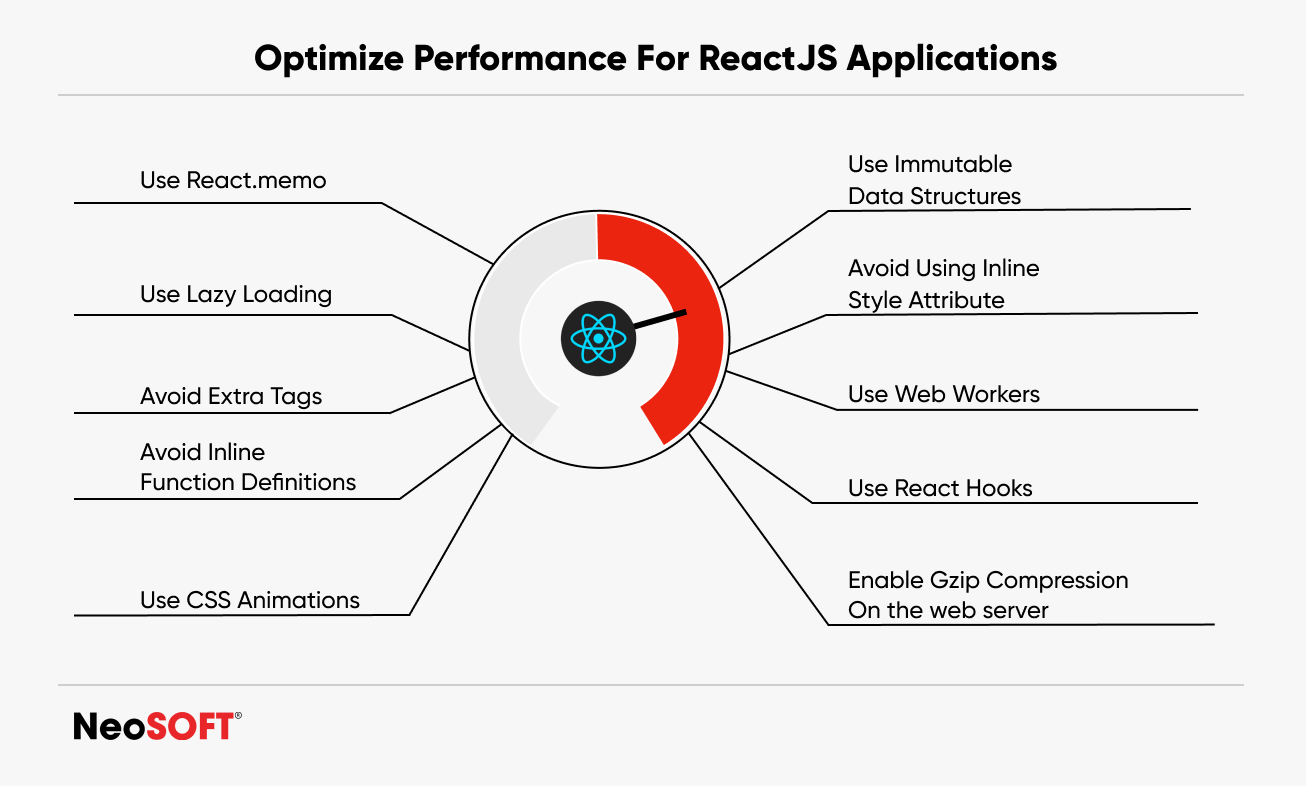 Optimize Performance For ReactJS Applications
Use React.memo
Use Lazy Loading
Avoid Extra Tags
Avoid Inline
Function Definitions
Use CSS Animations
Use Immutable
Data Structures
Avoid Using Inline
Style Attribute
Use Web Workers
Use React Hooks
Enable Gzip Compression
On the web server
NeoSOFT®